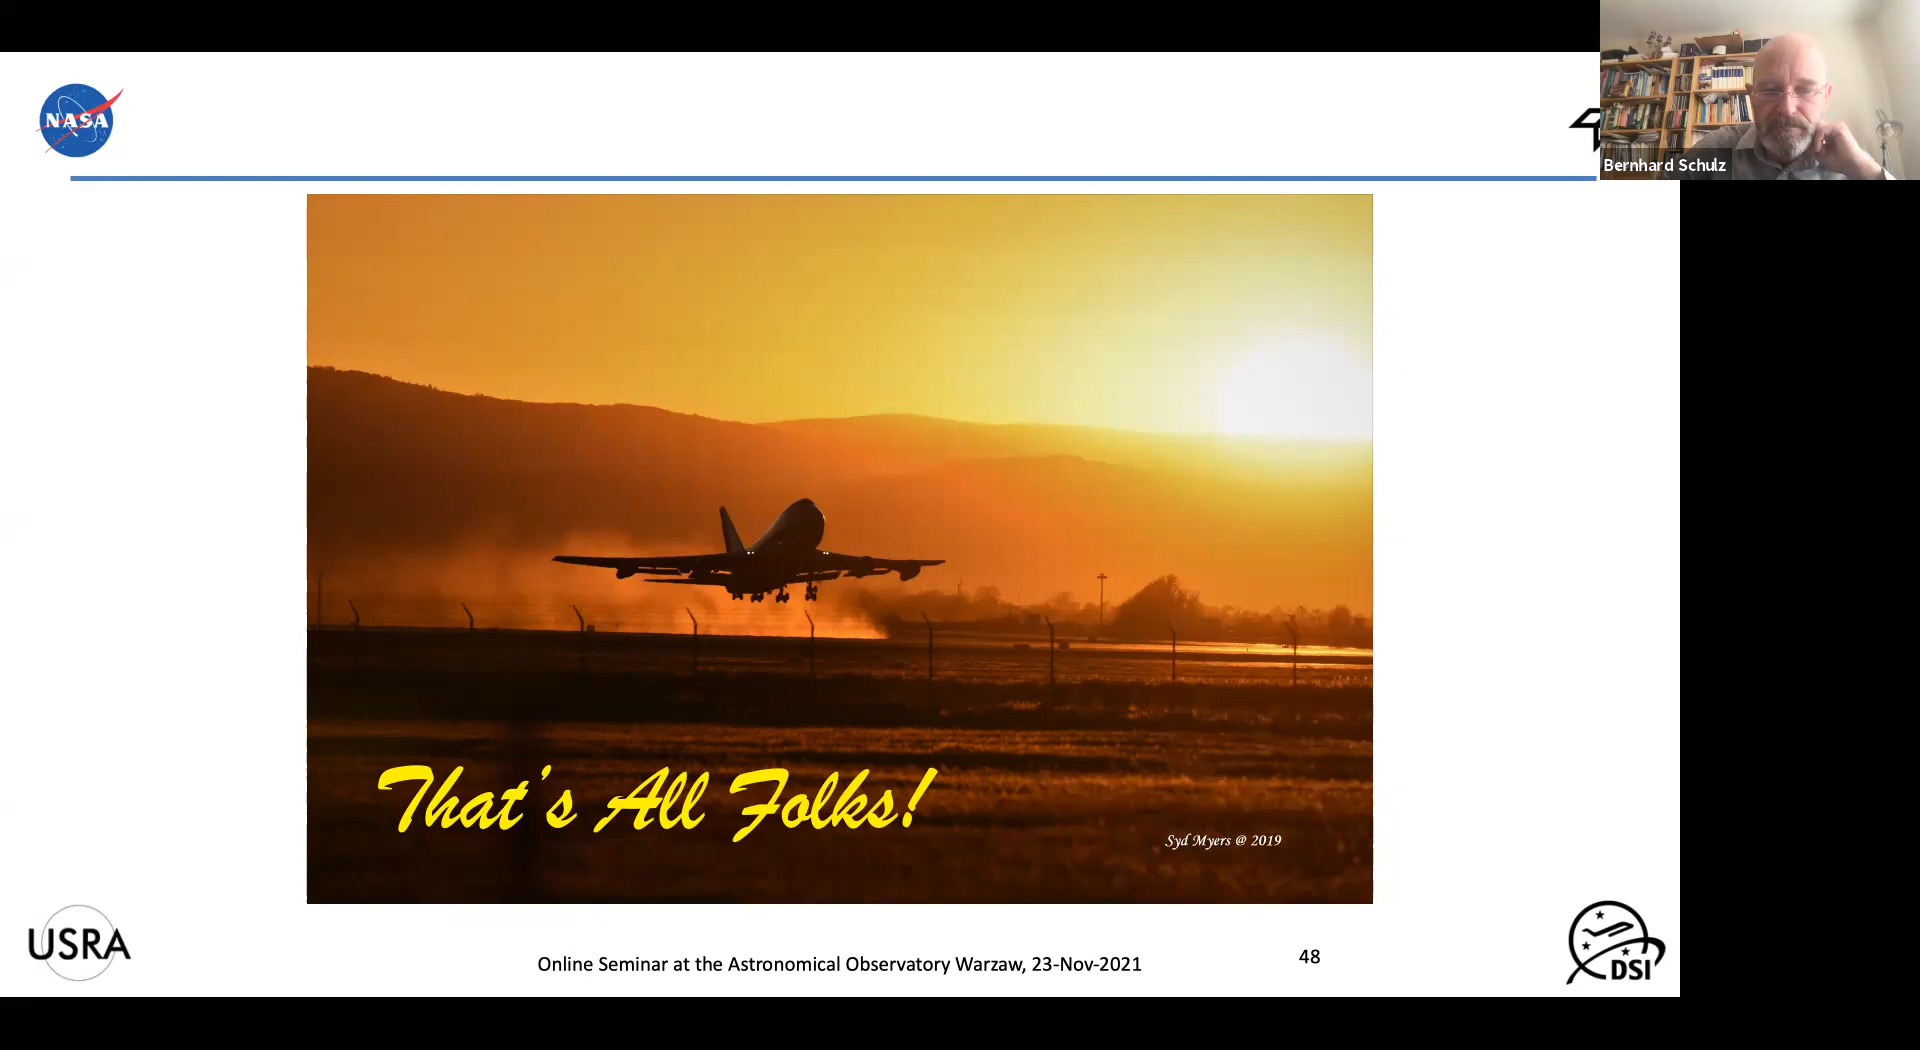 NASA
Bernhard Schulz
That's All Folks!
Syd Myers @ 2019
USRA
Online Seminar at the Astronomical Observatory Warzaw, 23-Nov-2021
48
DSI